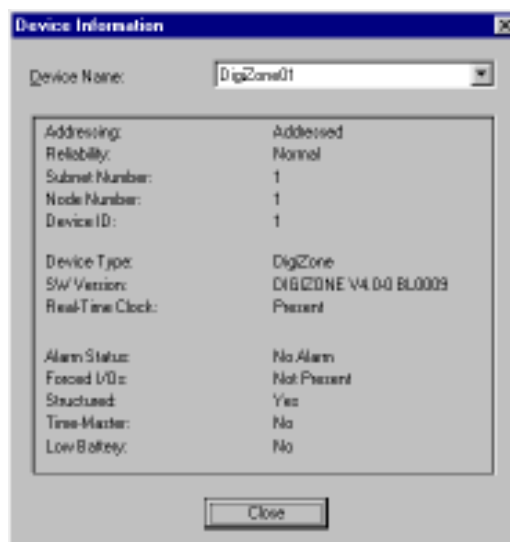 Device Information
Device Name: DigiZone01
Addressing: Addressed
Reliability: Normal
Subnet Number: 1
Node Number: 1
Device ID: 1
Device Type: DigiZone
SW Version: DIGIZONE V4.0-0 BL0009
Real-Time Clock: Present
Alarm Status: No Alarm
Forced I/Os: Not Present
Structured: Yes
Time-Master: No
Low Battery: No
Close